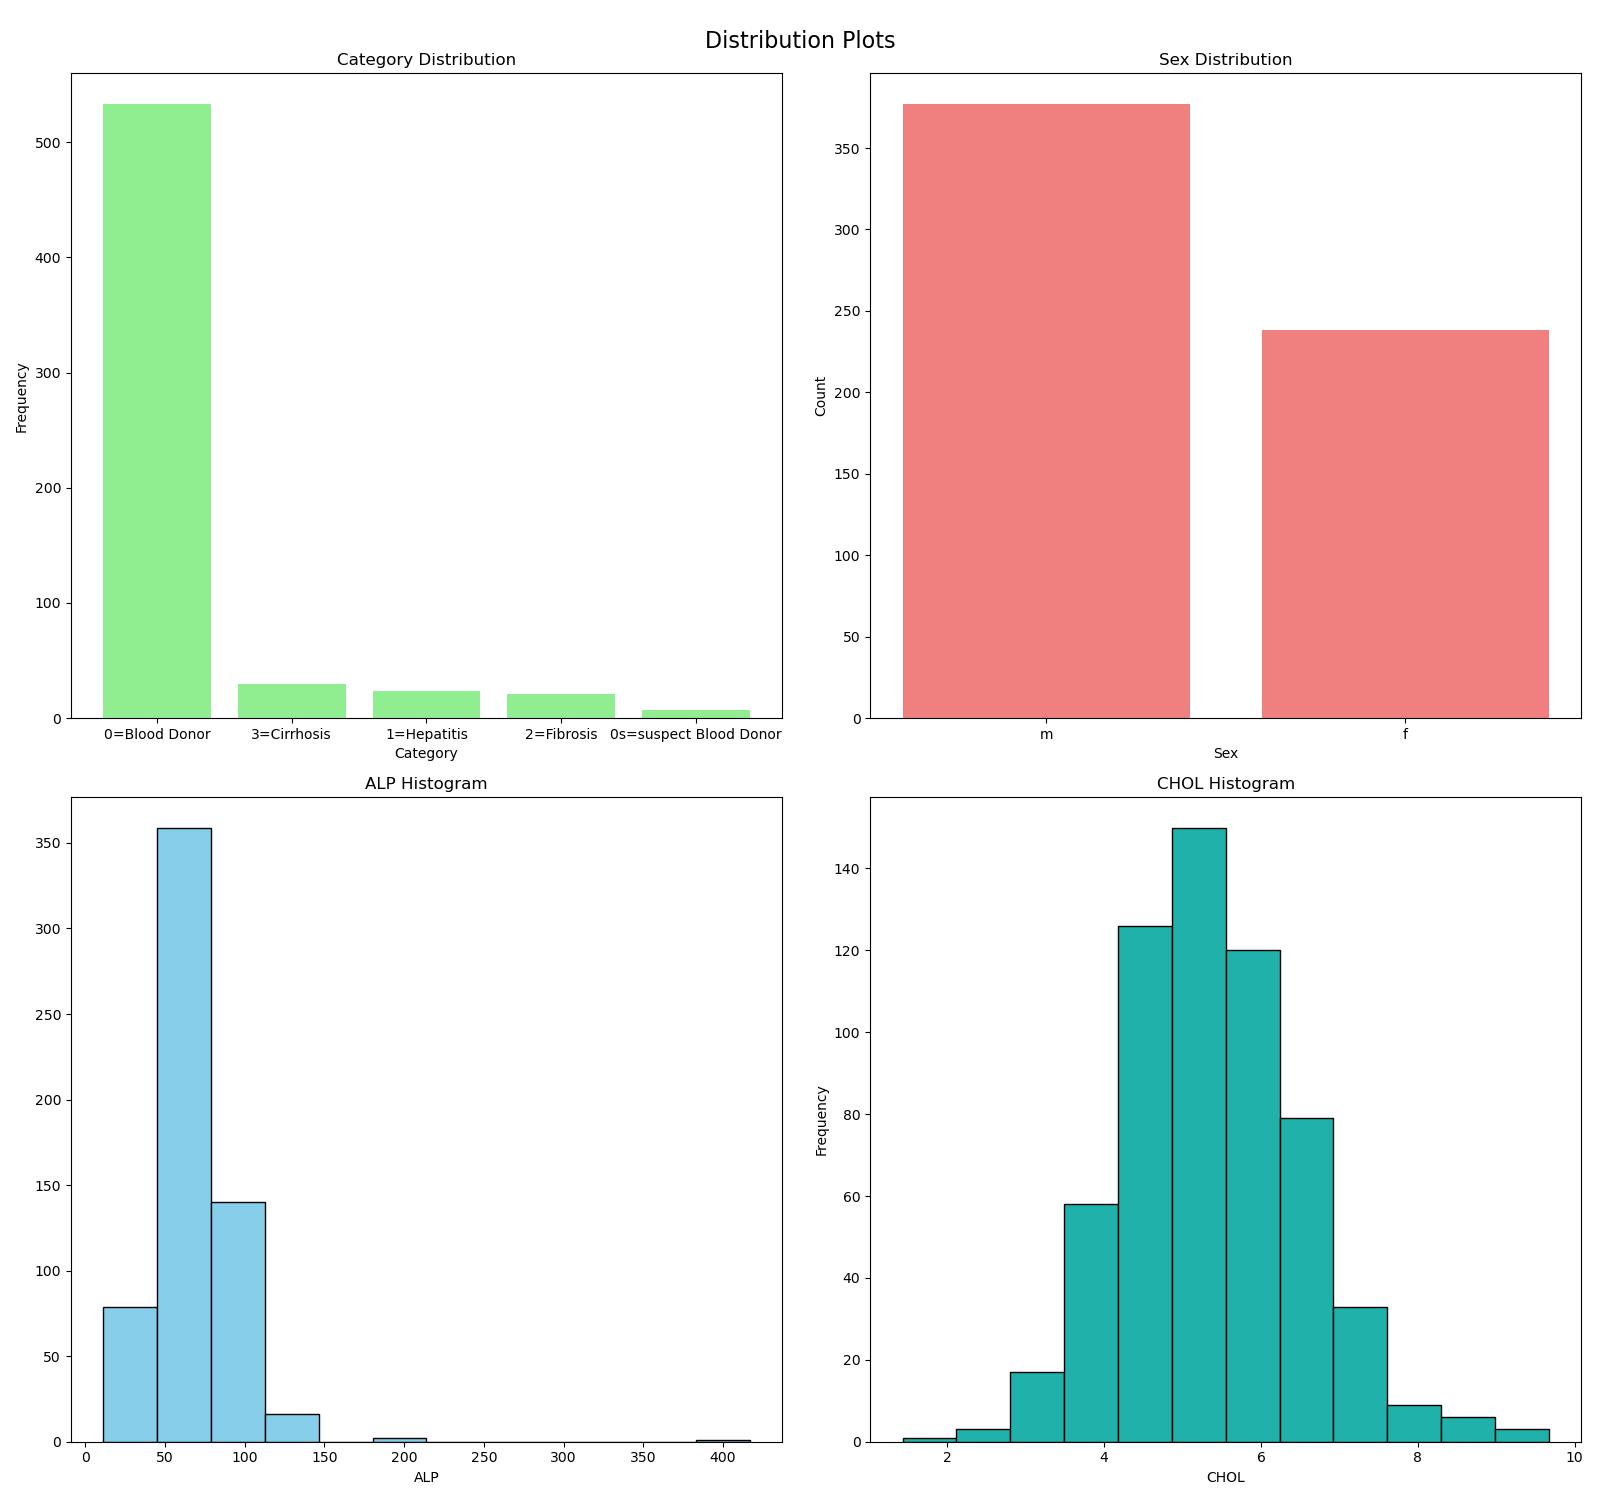 Distribution Plots
Category Distribution
Frequency
500
400
300
200
100
0
0=Blood Donor 3=Cirrhosis 1=Hepatitis 2=Fibrosis 0s=suspect Blood Donor
Category
Sex Distribution
Count
350
300
250
200
150
100
50
0
m f
Sex
ALP Histogram
350
300
250
200
150
100
50
0
0 50 100 150 200 250 300 350 400
ALP
CHOL Histogram
Frequency
140
120
100
80
60
40
20
0
2 4 6 8 10
CHOL